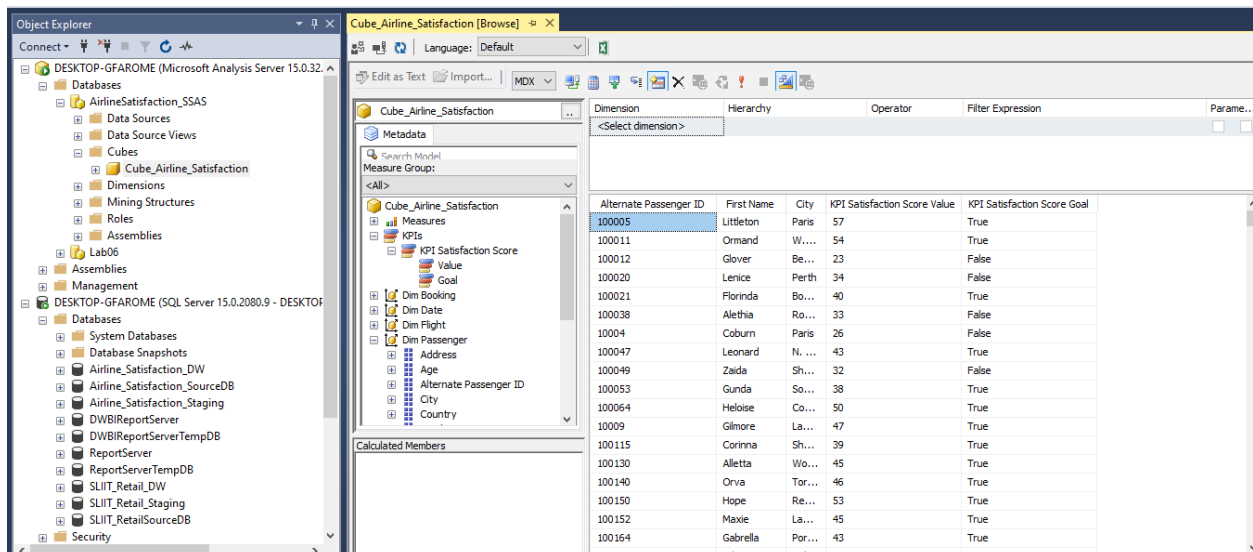 Object Explorer
Connect
DESKTOP-GFAROME (Microsoft Analysis Server 15.0.32.
Databases
AirlineSatisfaction_SSAS
Data Sources
Data Source Views
Cubes
Cube_Airline_Satisfaction
Dimensions
Mining Structures
Roles
Assemblies
Lab06
Assemblies
Management
DESKTOP-GFAROME (SQL Server 15.0.2080.9 - DESKTOP
Databases
System Databases
Database Snapshots
Airline_Satisfaction_DW
Airline_Satisfaction_SourceDB
Airline_Satisfaction_Staging
DWBIReportServer
DWBIReportServerTempDB
ReportServer
ReportServerTempDB
SLIIT_Retail_DW
SLIIT_Retail_Staging
SLIIT_RetailSourceDB
Security
Cube_Airline_Satisfaction [Browse]
Language: Default
Edit as Text Import... MDX
Cube_Airline_Satisfaction ..
Metadata
Search Model
Measure Group:
<All>
Cube_Airline_Satisfaction
Measures
KPIs
KPI Satisfaction Score
Value
Goal
Dim Booking
Dim Date
Dim Flight
Dim Passenger
Address
Age
Alternate Passenger ID
City
Country
Calculated Members
Dimension Hierarchy Operator Filter Expression Parame...
<Select dimension>
Alternate Passenger ID First Name City KPI Satisfaction Score Value KPI Satisfaction Score Goal
100005 Littleton Paris 57 True
100011 Ormand W.... 54 True
100012 Glover Be... 23 False
100020 Lenice Perth 34 False
100021 Florinda Bo... 40 True
100038 Alethia Ro... 33 False
10004 Coburn Paris 26 False
100047 Leonard N. ... 43 True
100049 Zaida Sh... 32 False
100053 Gunda So... 38 True
100064 Heloise Co... 50 True
10009 Gilmore La... 47 True
100115 Corinna Sh... 39 True
100130 Alletta Wo... 45 True
100140 Orva Tor... 46 True
100150 Hope Re... 53 True
100152 Maxie La... 45 True
100164 Gabrella Por... 43 True